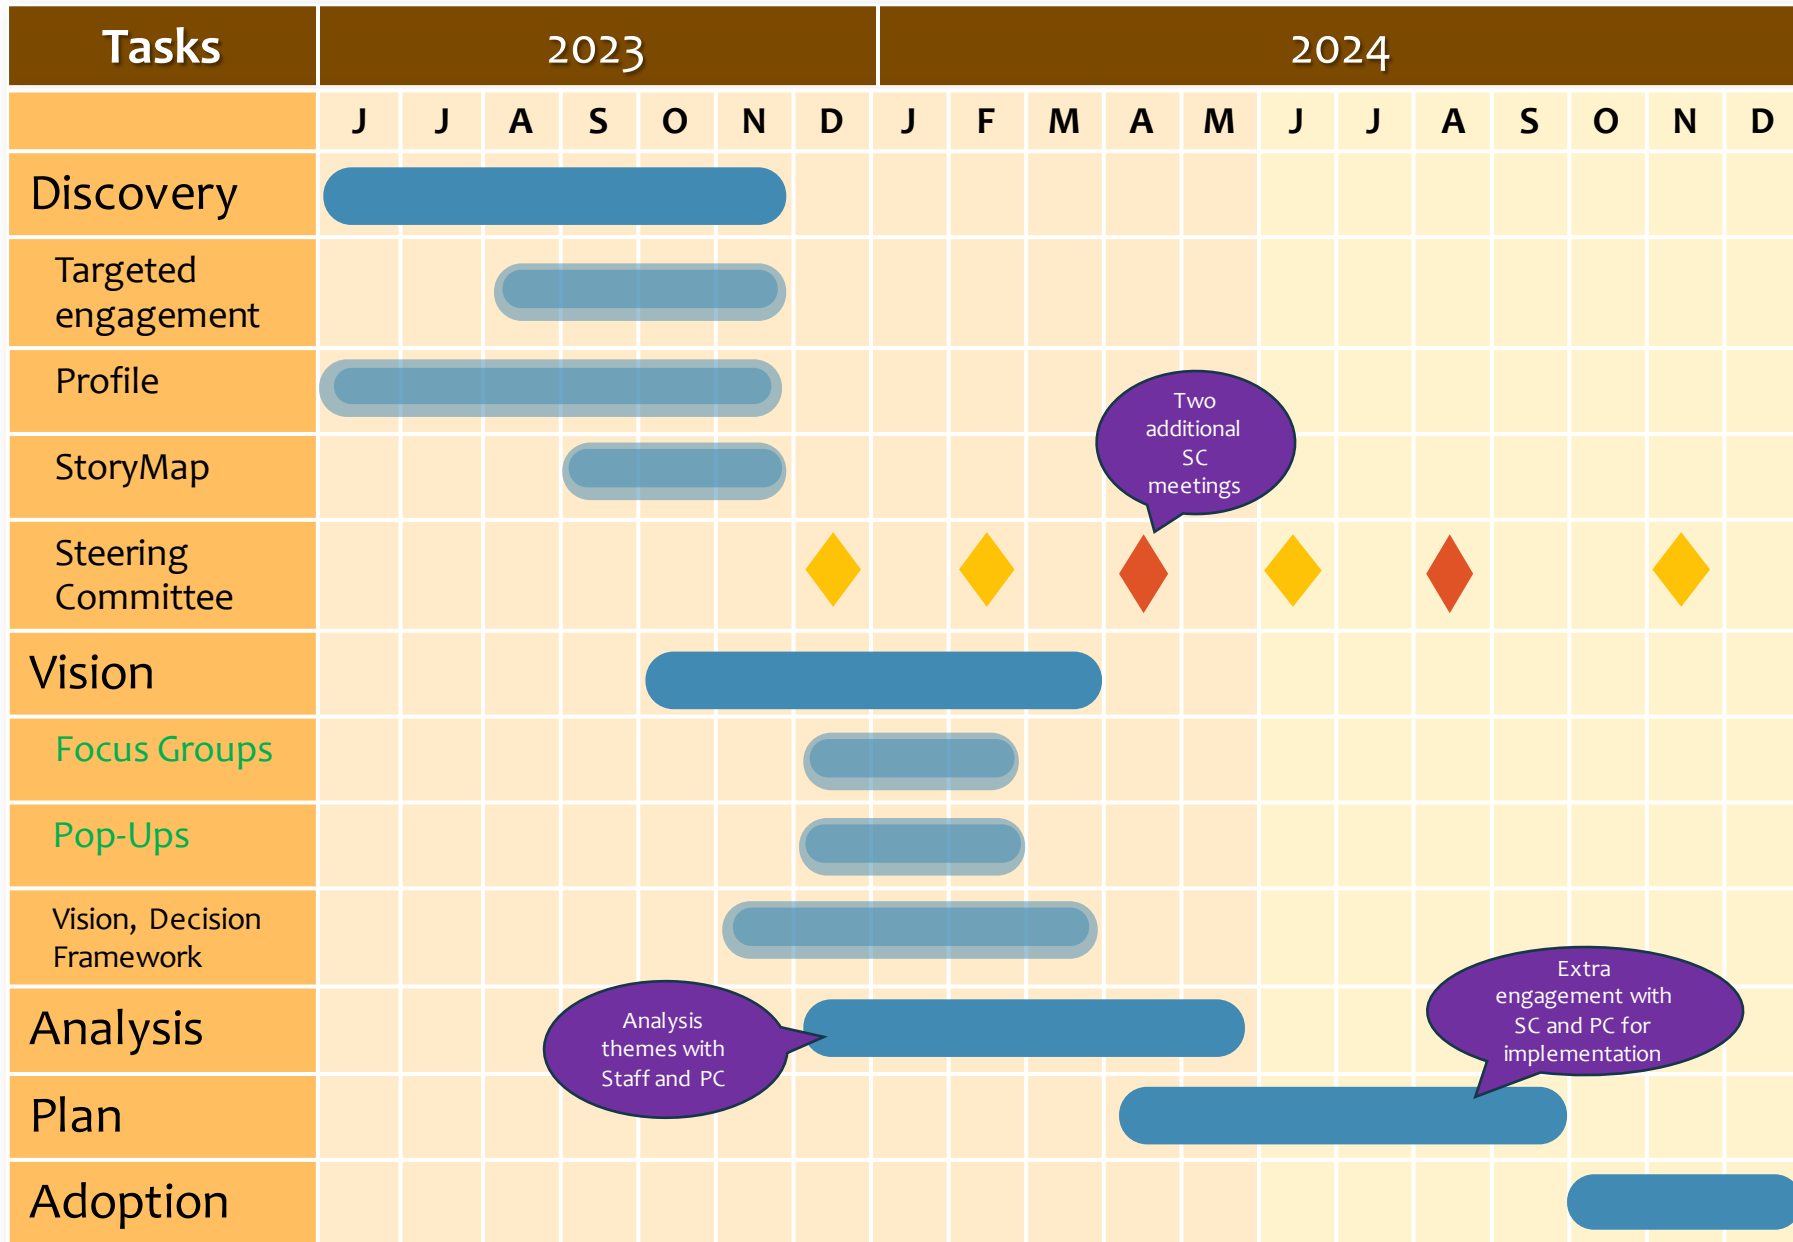 Tasks 2023 2024
J J A S O N D J F M A M J J A S O N D
Discovery
Targeted
engagement
Profile
Two
additional
SC
meetings
StoryMap
Steering
Committee
Vision
Focus Groups
Pop-Ups
Vision, Decision
Framework
Extra
engagement with
SC and PC for
implementation
Analysis
Analysis
themes with
Staff and PC
Plan
Adoption